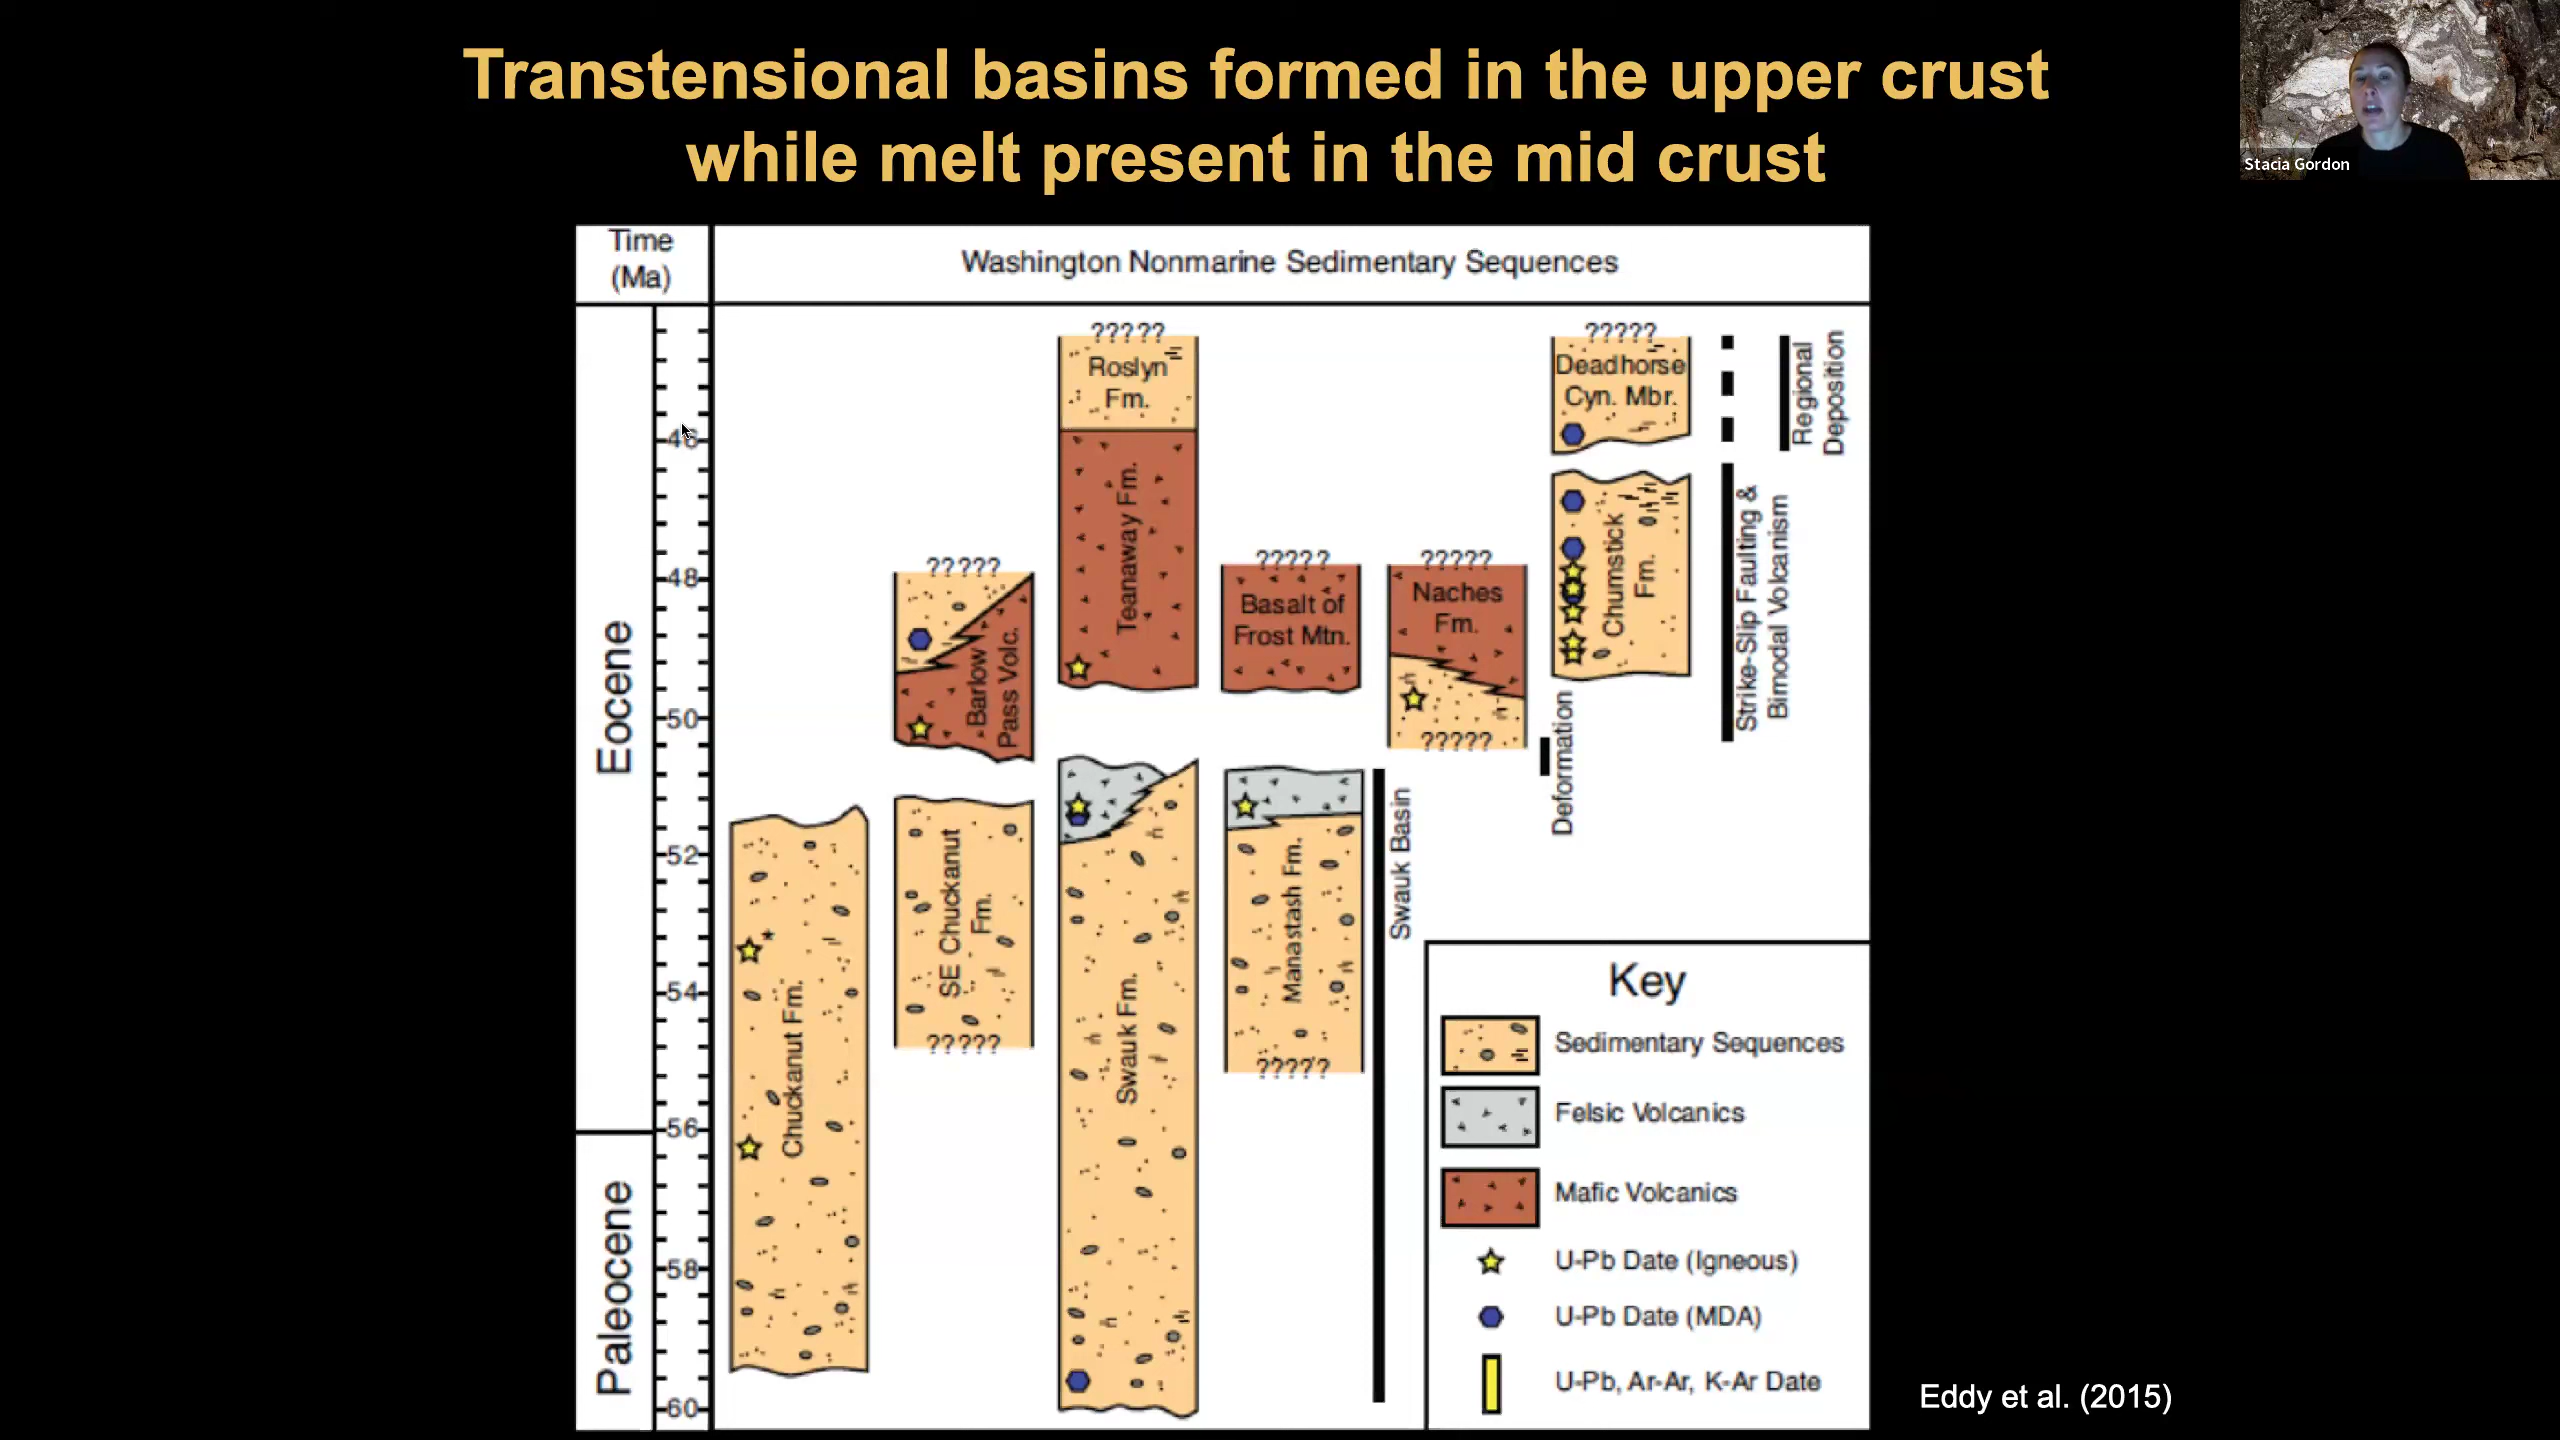 Transtensional basins formed in the upper crust
while melt present in the mid crust
Stacia Gordon
Time
(Ma)
Washington Nonmarine Sedimentary Sequences
Eocene
Paleocene
46
48
50
52
54
56
58
60
Chuckanut Fm.
*
?????
Barlow
Pass Volc.
SE Chuckanut
Fm.
?????
?????
Roslyn
Fm.
Teanaway Fm.
Swauk Fm.
?????
Basalt of
Frost Mtn.
Manastash Fm.
?????
Swauk Basin
?????
Naches
Fm.
?????
Deformation
?????
Deadhorse
Cyn. Mbr.
Chumstick
Fm.
Strike-Slip Faulting &
Bimodal Volcanism
Regional
Deposition
Key
Sedimentary Sequences
Felsic Volcanics
Mafic Volcanics
U-Pb Date (Igneous)
U-Pb Date (MDA)
U-Pb, Ar-Ar, K-Ar Date
Eddy et al. (2015)